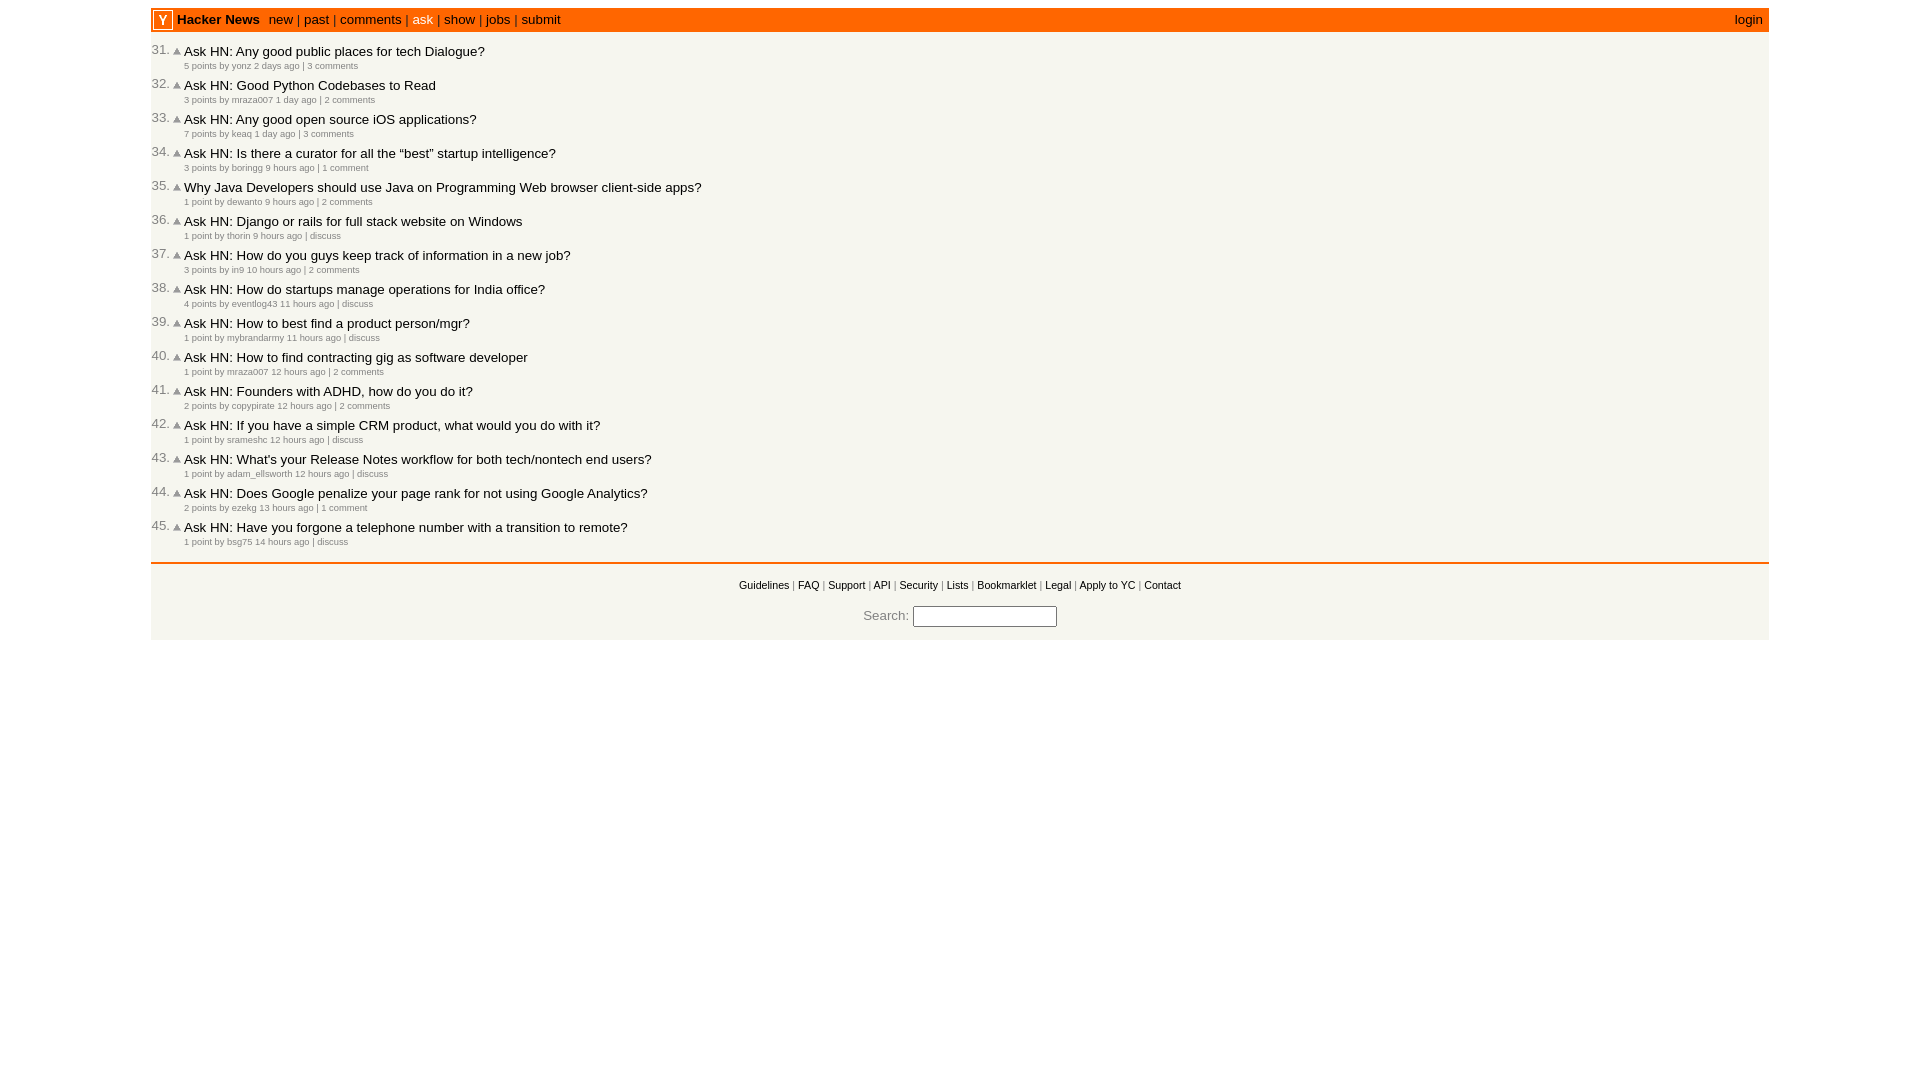 Y Hacker News new | past | comments | ask | show | jobs | submit login
31. Ask HN: Any good public places for tech Dialogue?
5 points by yonz 2 days ago | 3 comments
32. Ask HN: Good Python Codebases to Read
3 points by mraza007 1 day ago | 2 comments
33. Ask HN: Any good open source iOS applications?
7 points by keaq 1 day ago | 3 comments
34. Ask HN: Is there a curator for all the “best” startup intelligence?
3 points by boringg 9 hours ago | 1 comment
35. Why Java Developers should use Java on Programming Web browser client-side apps?
1 point by dewanto 9 hours ago | 2 comments
36. Ask HN: Django or rails for full stack website on Windows
1 point by thorin 9 hours ago | discuss
37. Ask HN: How do you guys keep track of information in a new job?
3 points by in9 10 hours ago | 2 comments
38. Ask HN: How do startups manage operations for India office?
4 points by eventlog43 11 hours ago | discuss
39. Ask HN: How to best find a product person/mgr?
1 point by mybrandarmy 11 hours ago | discuss
40. Ask HN: How to find contracting gig as software developer
1 point by mraza007 12 hours ago | 2 comments
41. Ask HN: Founders with ADHD, how do you do it?
2 points by copypirate 12 hours ago | 2 comments
42. Ask HN: If you have a simple CRM product, what would you do with it?
1 point by srameshc 12 hours ago | discuss
43. Ask HN: What's your Release Notes workflow for both tech/nontech end users?
1 point by adam_ellsworth 12 hours ago | discuss
44. Ask HN: Does Google penalize your page rank for not using Google Analytics?
2 points by ezekg 13 hours ago | 1 comment
45. Ask HN: Have you forgone a telephone number with a transition to remote?
1 point by bsg75 14 hours ago | discuss
Guidelines | FAQ | Support | API | Security | Lists | Bookmarklet | Legal | Apply to YC | Contact
Search: